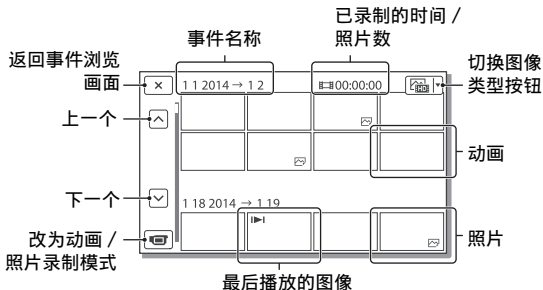 已录制的时间 /
照片数
事件名称
返回事件浏览
画面
切换图像
类型按钮
× 1 1 2014 → 1 2 00:00:00
HD
上一个
动画
下一个
1 18 2014 → 1 19
改为动画 /
照片录制模式
照片
最后播放的图像